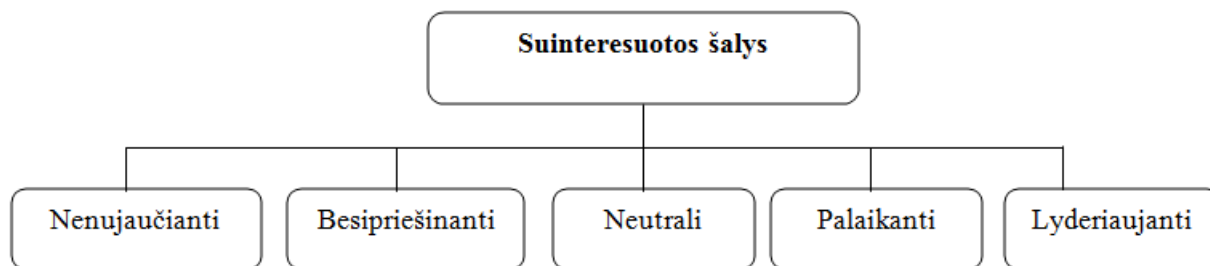 Suinteresuotos šalys
Nenujaučianti
Besipriešinanti
Neutrali
Palaikanti
Lyderiaujanti